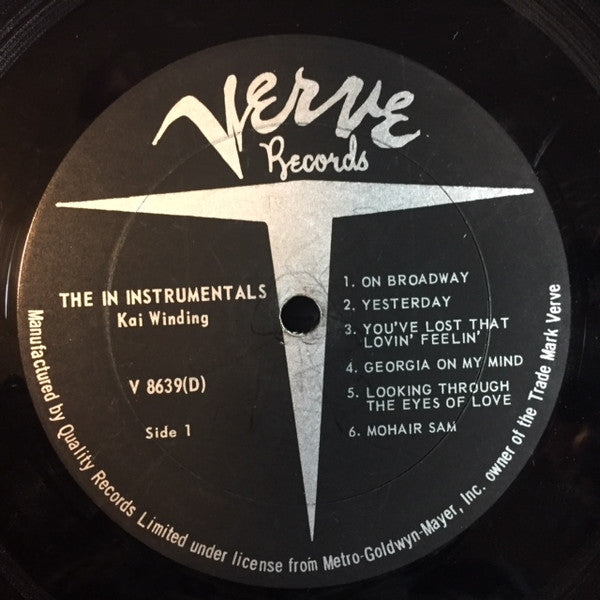 Verve
Records
THE IN INSTRUMENTALS
Kai Winding
V 8639(D)
Side 1
1. ON BROADWAY
2. YESTERDAY
3. YOU'VE LOST THAT
LOVIN' FEELIN'
4. GEORGIA ON MY MIND
5. LOOKING THROUGH
THE EYES OF LOVE
6. MOHAIR SAM
Manufactured by Quality Records Limited under license from Metro-Goldwyn-Mayer, Inc. owner of the Trade Mark Verve